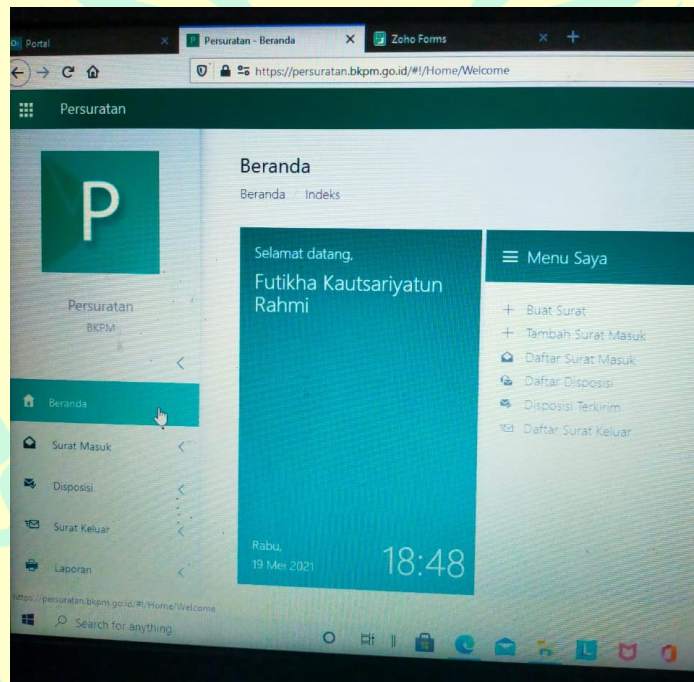 Portal
Persuratan - Beranda
Zoho Forms
https://persuratan.bkpm.go.id/#!/Home/Welcome
Persuratan
P
Persuratan
BKPM
Beranda
Surat Masuk
Disposisi
Surat Keluar
Laporan
Beranda
Beranda / Indeks
Selamat datang,
Futikha Kautsariyatun
Rahmi
Rabu,
19 Mei 2021
18:48
Menu Saya
Buat Surat
Tambah Surat Masuk
Daftar Surat Masuk
Daftar Disposisi
Disposisi Terkirim
Daftar Surat Keluar
https://persuratan.bkpm.go.id/#!/Home/Welcome
Search for anything